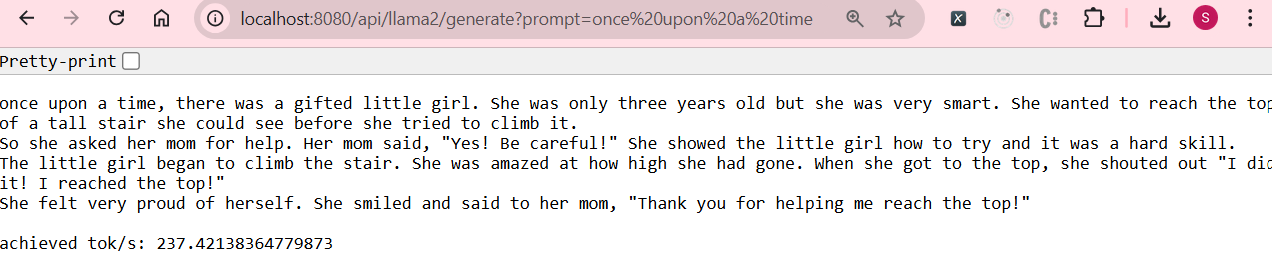 localhost:8080/api/llama2/generate?prompt=once%20upon%20a%20time
S
Pretty-print
once upon a time, there was a gifted little girl. She was only three years old but she was very smart. She wanted to reach the top
of a tall stair she could see before she tried to climb it.
So she asked her mom for help. Her mom said, "Yes! Be careful!" She showed the little girl how to try and it was a hard skill.
The little girl began to climb the stair. She was amazed at how high she had gone. When she got to the top, she shouted out "I did
it! I reached the top!"
She felt very proud of herself. She smiled and said to her mom, "Thank you for helping me reach the top!"
achieved tok/s: 237.42138364779873